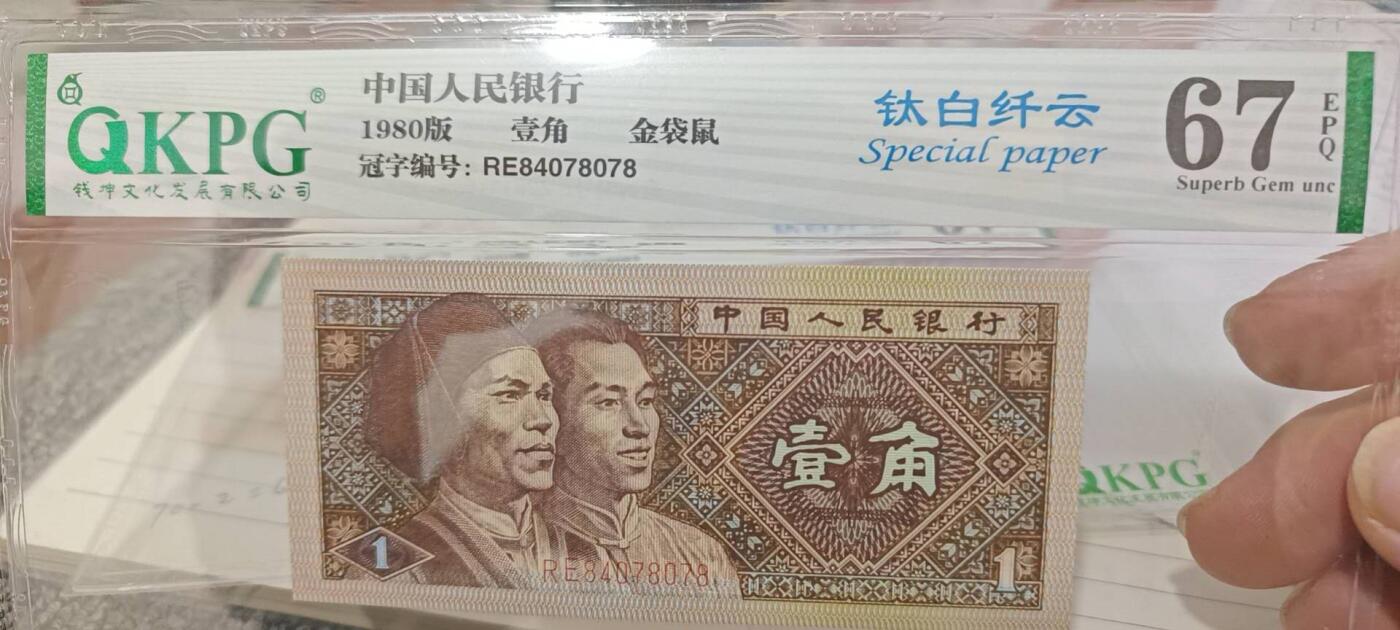 QKPG®
钱坤文化发展有限公司
中国人民银行
1980版 壹角 金袋鼠
冠字编号: RE84078078
钛白纤云
Special paper
67
EPQ
Superb Gem unc
中国人民银行
壹角
1
RE84078078
1
QKPG